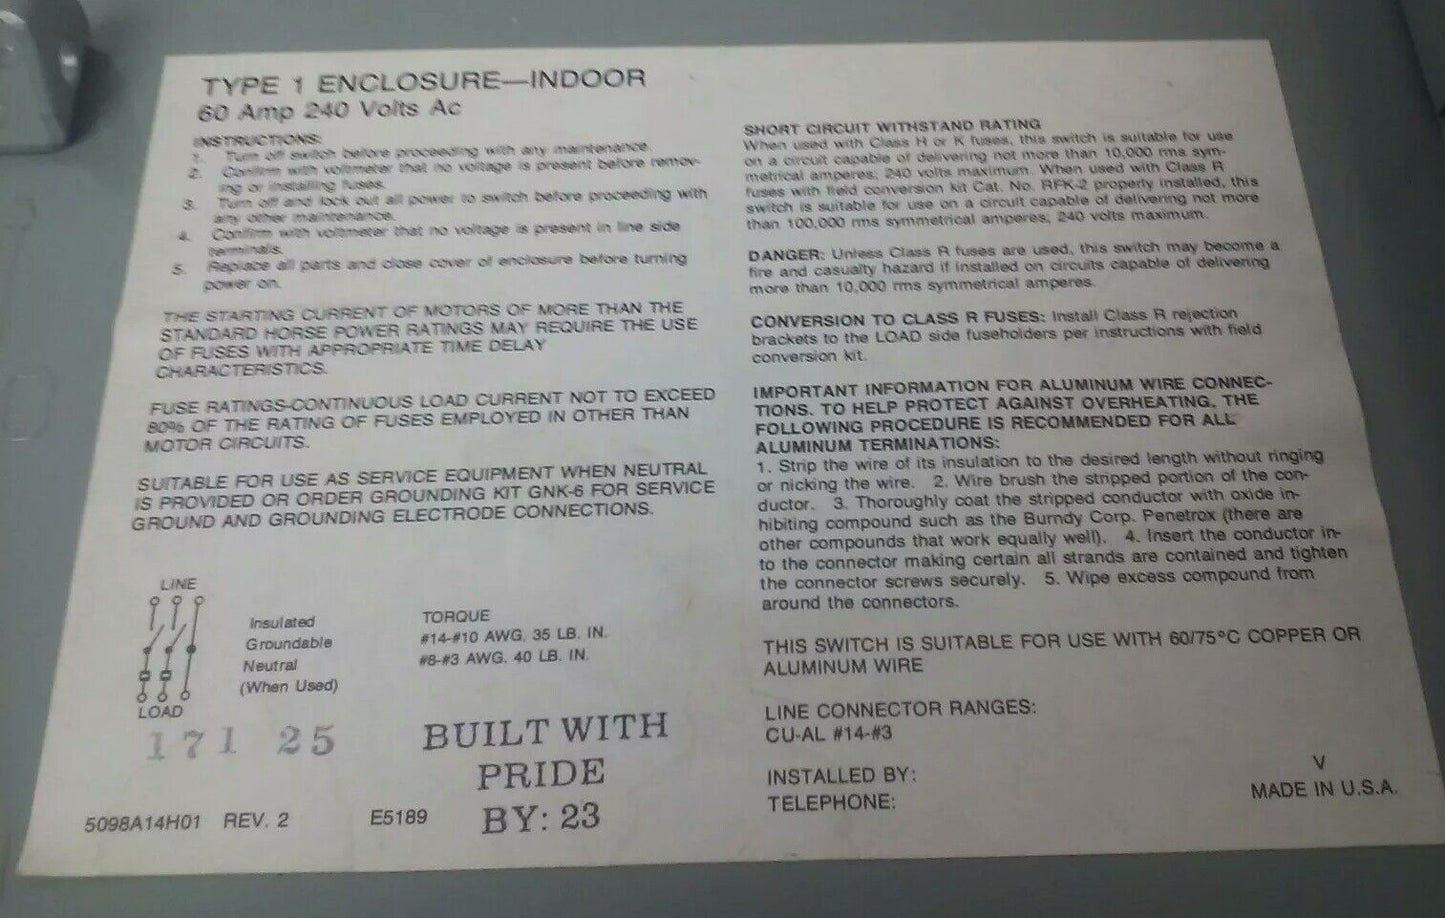 TYPE 1 ENCLOSURE—INDOOR
60 Amp 240 Volts Ac
INSTRUCTIONS:
1. Turn off switch before proceeding with any maintenance.
2. Confirm with voltmeter that no voltage is present before remov-
ing or installing fuses.
3. Turn off and lock out all power to switch before proceeding with
any other maintenance.
4. Confirm with voltmeter that no voltage is present in line side
terminals.
5. Replace all parts and close cover of enclosure before turning
power on.
THE STARTING CURRENT OF MOTORS OF MORE THAN THE
STANDARD HORSE POWER RATINGS MAY REQUIRE THE USE
OF FUSES WITH APPROPRIATE TIME DELAY
CHARACTERISTICS.
FUSE RATINGS-CONTINUOUS LOAD CURRENT NOT TO EXCEED
80% OF THE RATING OF FUSES EMPLOYED IN OTHER THAN
MOTOR CIRCUITS.
SUITABLE FOR USE AS SERVICE EQUIPMENT WHEN NEUTRAL
IS PROVIDED OR ORDER GROUNDING KIT GNK-6 FOR SERVICE
GROUND AND GROUNDING ELECTRODE CONNECTIONS.
LINE
Insulated
Groundable
Neutral
(When Used)
LOAD
TORQUE
#14-#10 AWG. 35 LB. IN.
#8-#3 AWG. 40 LB. IN.
171 25
BUILT WITH
PRIDE
BY: 23
5098A14H01 REV. 2 E5189
SHORT CIRCUIT WITHSTAND RATING
When used with Class H or K fuses, this switch is suitable for use
on a circuit capable of delivering not more than 10,000 rms sym-
metrical amperes; 240 volts maximum. When used with Class R
fuses with field conversion kit Cat. No. RFK-2 properly installed, this
switch is suitable for use on a circuit capable of delivering not more
than 100,000 rms symmetrical amperes; 240 volts maximum.
DANGER: Unless Class R fuses are used, this switch may become a
fire and casualty hazard if installed on circuits capable of delivering
more than 10,000 rms symmetrical amperes.
CONVERSION TO CLASS R FUSES: Install Class R rejection
brackets to the LOAD side fuseholders per instructions with field
conversion kit.
IMPORTANT INFORMATION FOR ALUMINUM WIRE CONNEC-
TIONS. TO HELP PROTECT AGAINST OVERHEATING, THE
FOLLOWING PROCEDURE IS RECOMMENDED FOR ALL
ALUMINUM TERMINATIONS:
1. Strip the wire of its insulation to the desired length without ringing
or nicking the wire. 2. Wire brush the stripped portion of the con-
ductor. 3. Thoroughly coat the stripped conductor with oxide in-
hibiting compound such as the Burndy Corp. Penetrox (there are
other compounds that work equally well). 4. Insert the conductor in-
to the connector making certain all strands are contained and tighten
the connector screws securely. 5. Wipe excess compound from
around the connectors.
THIS SWITCH IS SUITABLE FOR USE WITH 60/75°C COPPER OR
ALUMINUM WIRE
LINE CONNECTOR RANGES:
CU-AL #14-#3
INSTALLED BY:
TELEPHONE:
V
MADE IN U.S.A.